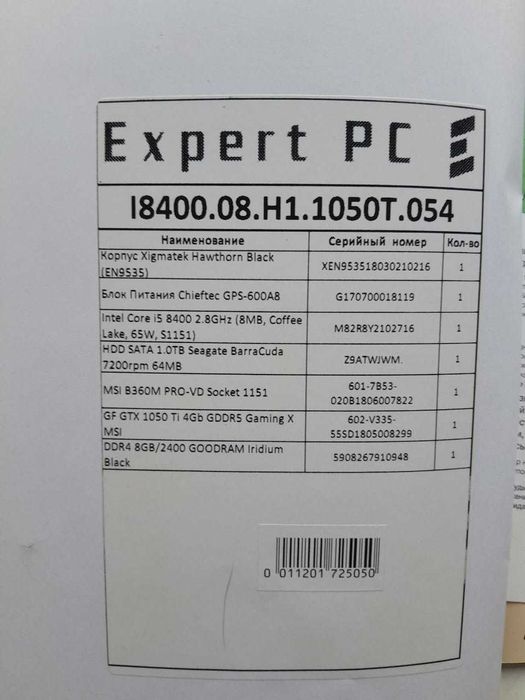 Expert PC
I8400.08.H1.1050T.054
Наименование Серийный номер Кол-во
Корпус Xigmatek Hawthorn Black
(EN9535) XEN953518030210216 1
Блок Питания Chieftec GPS-600A8 G170700018119 1
Intel Core i5 8400 2.8GHz (8MB, Coffee
Lake, 65W, S1151) M82R8Y2102716 1
HDD SATA 1.0TB Seagate BarraCuda
7200rpm 64MB Z9ATWJWM. 1
MSI B360M PRO-VD Socket 1151 601-7B53-
020B1806007822 1
GF GTX 1050 Ti 4Gb GDDR5 Gaming X
MSI 602-V335-
55SD1805008299 1
DDR4 8GB/2400 GOODRAM Iridium
Black 5908267910948 1
0 011201 725050